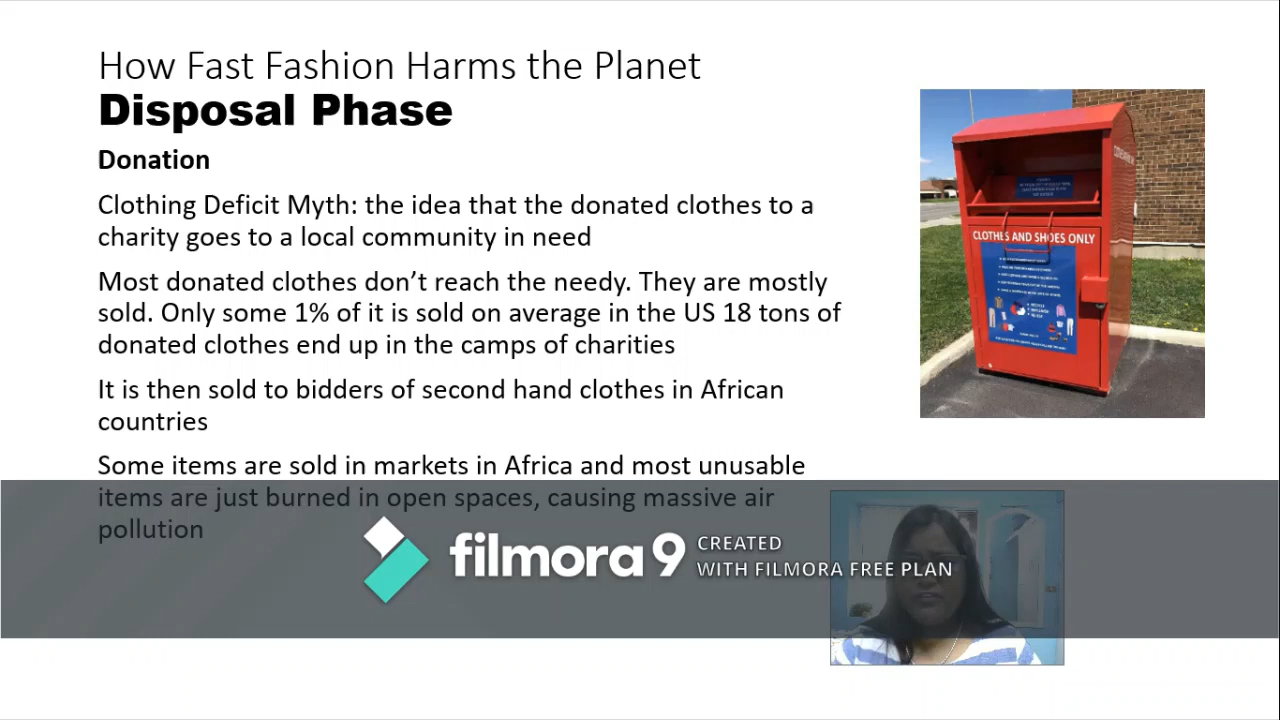 How Fast Fashion Harms the Planet
Disposal Phase
Donation
Clothing Deficit Myth: the idea that the donated clothes to a
charity goes to a local community in need
Most donated clothes don’t reach the needy. They are mostly
sold. Only some 1% of it is sold on average in the US 18 tons of
donated clothes end up in the camps of charities
It is then sold to bidders of second hand clothes in African
countries
Some items are sold in markets in Africa and most unusable
items are just burned in open spaces, causing massive air
pollution
CLOTHES AND SHOES ONLY
filmora9
CREATED
WITH FILMORA FREE PLAN